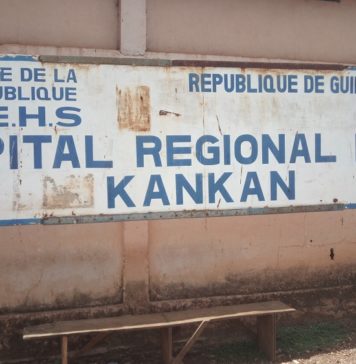 E DE LA
UBLIQUE
E.H.S
REPUBLIQUE DE GUI
PITAL REGIONAL
KANKAN